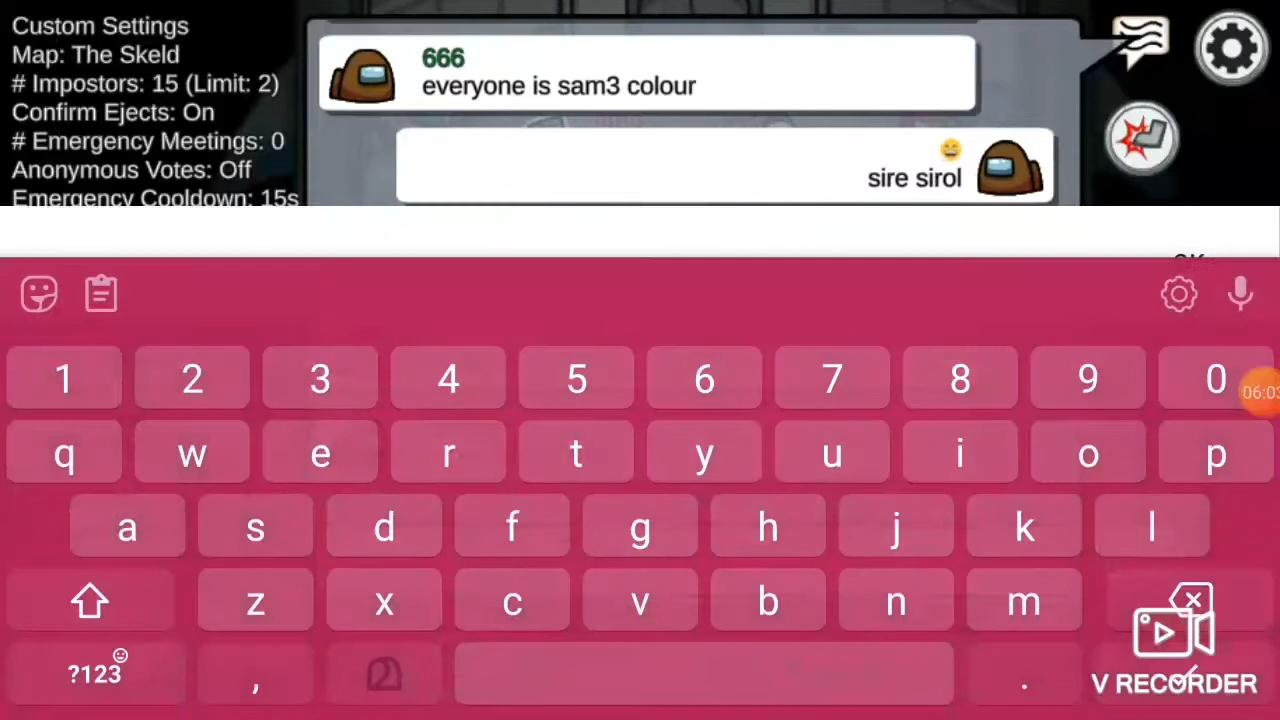 Custom Settings
Map: The Skeld
# Impostors: 15 (Limit: 2)
Confirm Ejects: On
# Emergency Meetings: 0
Anonymous Votes: Off
Emergency Cooldown: 15s
666
everyone is sam3 colour
😄
sire sirol
1 2 3 4 5 6 7 8 9 0
06:03
q w e r t y u i o p
a s d f g h j k l
z x c v b n m
?123 , .
V RECORDER